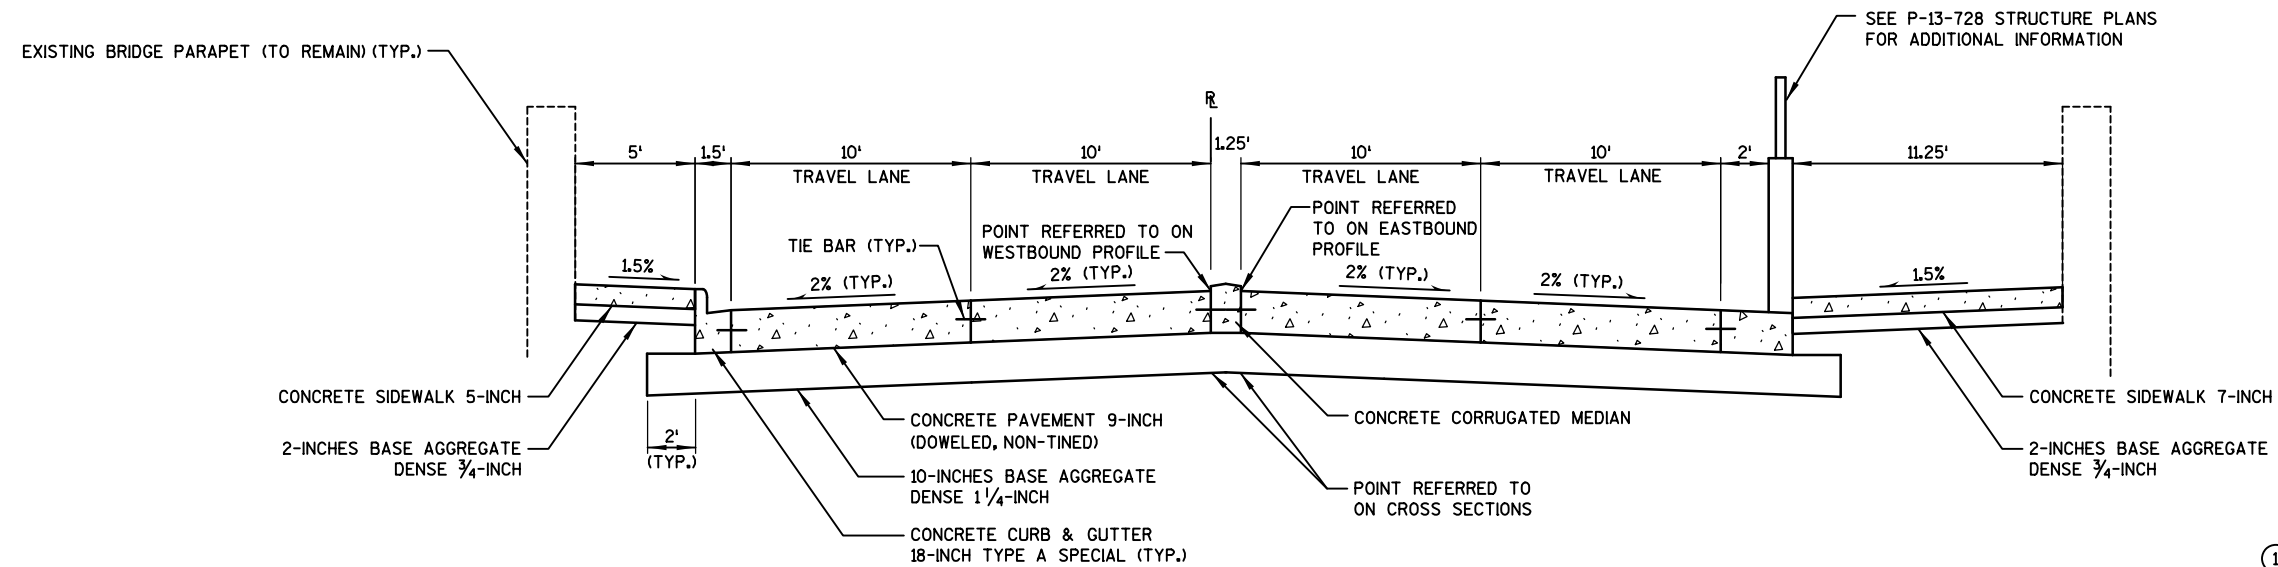 SEE P-13-728 STRUCTURE PLANS
FOR ADDITIONAL INFORMATION
EXISTING BRIDGE PARAPET (TO REMAIN) (TYP.)
RL
5'
1.5'
10'
10'
1.25'
10'
10'
2'
11.25'
TRAVEL LANE
TRAVEL LANE
TRAVEL LANE
TRAVEL LANE
POINT REFERRED
TO ON EASTBOUND
PROFILE
POINT REFERRED TO ON
WESTBOUND PROFILE
TIE BAR (TYP.)
1.5%
2% (TYP.)
2% (TYP.)
2% (TYP.)
2% (TYP.)
1.5%
CONCRETE SIDEWALK 5-INCH
2-INCHES BASE AGGREGATE
DENSE 3/4-INCH
2'
(TYP.)
CONCRETE PAVEMENT 9-INCH
(DOWELED, NON-TINED)
10-INCHES BASE AGGREGATE
DENSE 1 1/4-INCH
CONCRETE CURB & GUTTER
18-INCH TYPE A SPECIAL (TYP.)
CONCRETE CORRUGATED MEDIAN
POINT REFERRED TO
ON CROSS SECTIONS
CONCRETE SIDEWALK 7-INCH
2-INCHES BASE AGGREGATE
DENSE 3/4-INCH